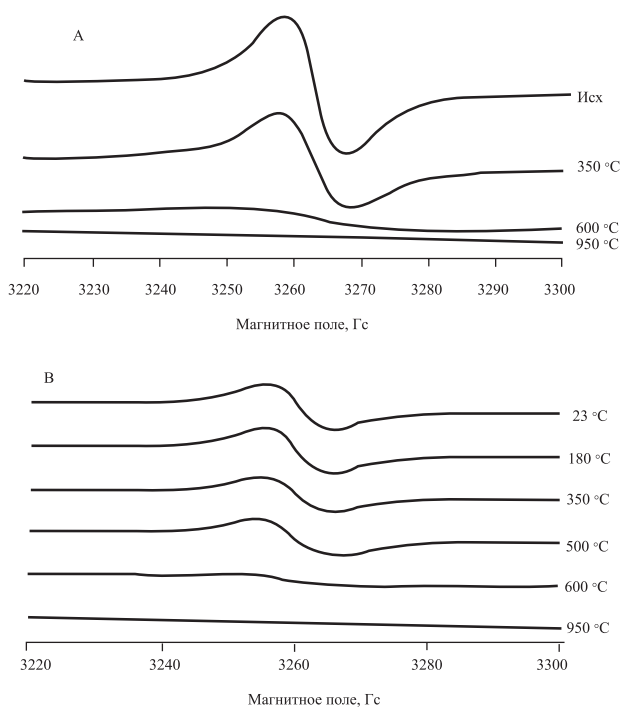 А
Исх
350 °С
600 °С
950 °С
3220 3230 3240 3250 3260 3270 3280 3290 3300
Магнитное поле, Гс
В
23 °С
180 °С
350 °С
500 °С
600 °С
950 °С
3220 3240 3260 3280 3300
Магнитное поле, Гс